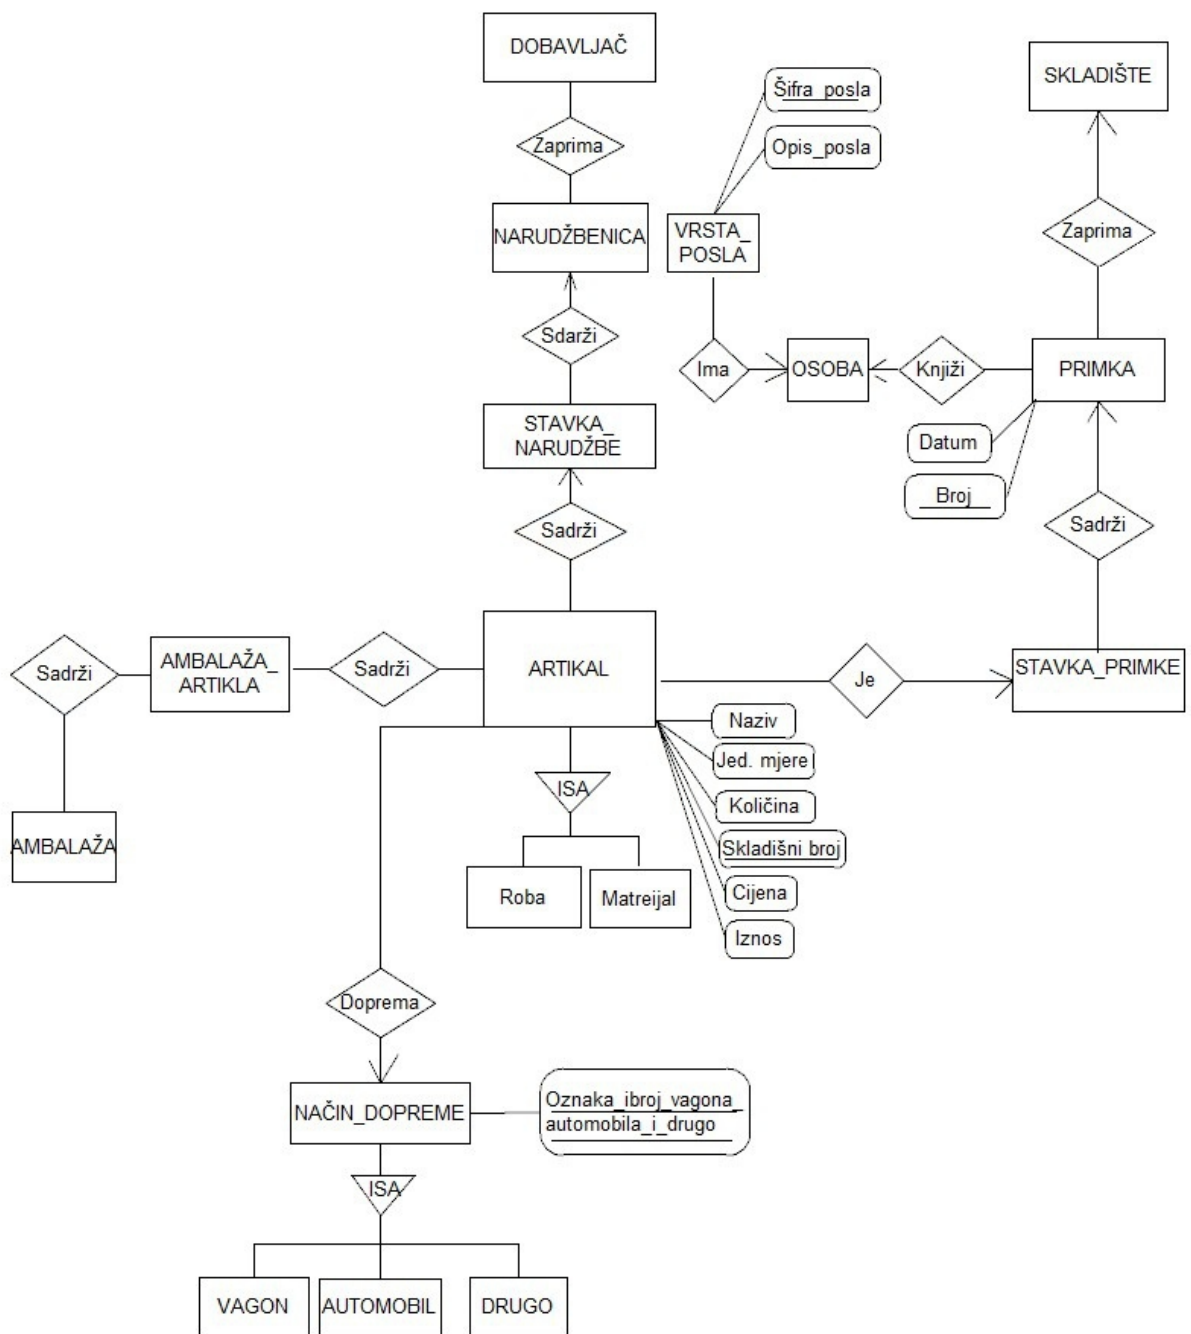 DOBAVLJAČ
SKLADIŠTE
Šifra_posla
Opis_posla
Zaprima
NARUDŽBENICA
VRSTA_
POSLA
Zaprima
Sdarži
Ima
OSOBA
Knjiži
PRIMKA
STAVKA_
NARUDŽBE
Datum
Broj
Sadrži
Sadrži
Sadrži
AMBALAŽA_
ARTIKLA
Sadrži
ARTIKAL
Je
STAVKA_PRIMKE
Naziv
Jed. mjere
Količina
Skladišni broj
Cijena
Iznos
ISA
AMBALAŽA
Roba
Matreijal
Doprema
NAČIN_DOPREME
Oznaka_ibroj_vagona_
automobila_i_drugo
ISA
VAGON
AUTOMOBIL
DRUGO